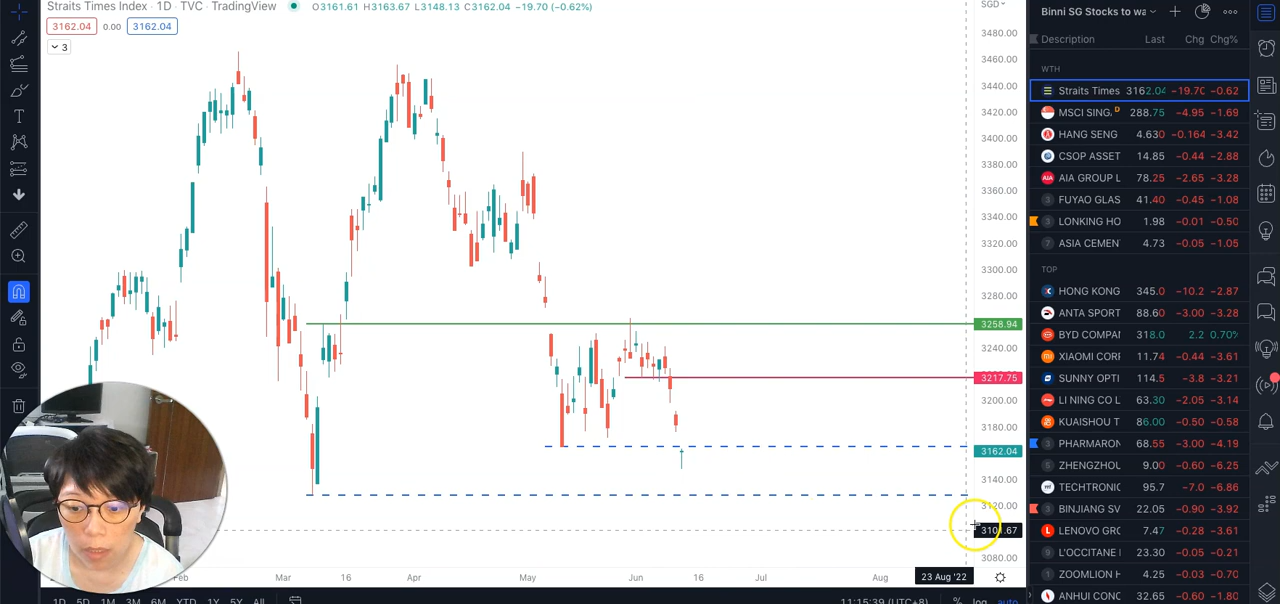 Straits Times Index · 1D · TVC · TradingView O3161.61 H3163.67 L3148.13 C3162.04 −19.70 (−0.62%)
3162.04 0.00 3162.04
3
SGD
3480.00
3460.00
3440.00
3420.00
3400.00
3380.00
3360.00
3340.00
3320.00
3300.00
3280.00
3258.94
3240.00
3217.75
3200.00
3180.00
3162.04
3140.00
3120.00
3080.00
Feb Mar 16 Apr May Jun 16 Jul Aug 23 Aug '22
1D 5D 1M 3M 6M YTD 1Y 5Y All 11:15:39 (UTC+8) % log auto
Binni SG Stocks to wa
Description Last Chg Chg%
WTH
Straits Times 3162.04 −19.70 −0.62
MSCI SING. D 288.75 −4.95 −1.69
HANG SENG 4.630 −0.164 −3.42
CSOP ASSET 14.85 −0.44 −2.88
AIA GROUP L 78.25 −2.65 −3.28
3 FUYAO GLAS 41.40 −0.45 −1.08
3 LONKING HO 1.98 −0.01 −0.50
7 ASIA CEMEN 4.73 −0.05 −1.05
TOP
HONG KONG 345.0 −10.2 −2.87
ANTA SPORT 88.60 −3.00 −3.28
BYD COMPAI 318.0 2.2 0.70%
XIAOMI CORF 11.74 −0.44 −3.61
SUNNY OPTI 114.5 −3.8 −3.21
LI NING CO L 63.30 −2.05 −3.14
KUAISHOU T 86.00 −0.50 −0.58
3 PHARMARON 68.55 −3.00 −4.19
5 ZHENGZHOU 9.00 −0.60 −6.25
TECHTRONIC 95.7 −7.0 −6.86
3 BINJIANG SV 22.05 −0.90 −3.92
L LENOVO GRC 7.47 −0.28 −3.61
9 L'OCCITANE 23.30 −0.05 −0.21
1 ZOOMLION H 4.25 −0.03 −0.70
ANHUI CONC 32.65 −0.60 −1.80